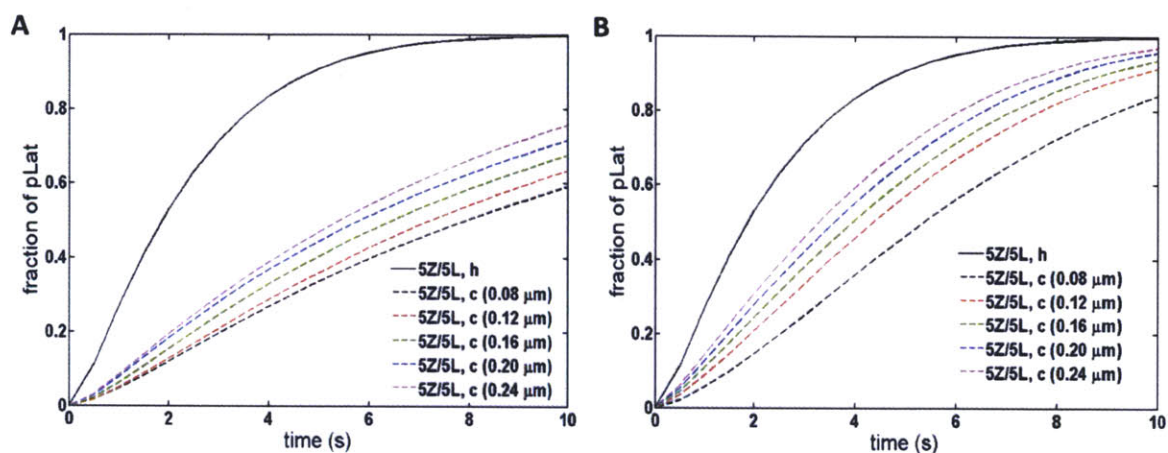 A
fraction of pLat
1
0.8
0.6
0.4
0.2
0
0 2 4 6 8 10
time (s)
5Z/5L, h
5Z/5L, c (0.08 μm)
5Z/5L, c (0.12 μm)
5Z/5L, c (0.16 μm)
5Z/5L, c (0.20 μm)
5Z/5L, c (0.24 μm)
B
fraction of pLat
1
0.8
0.6
0.4
0.2
0
0 2 4 6 8 10
time (s)
5Z/5L, h
5Z/5L, c (0.08 μm)
5Z/5L, c (0.12 μm)
5Z/5L, c (0.16 μm)
5Z/5L, c (0.20 μm)
5Z/5L, c (0.24 μm)